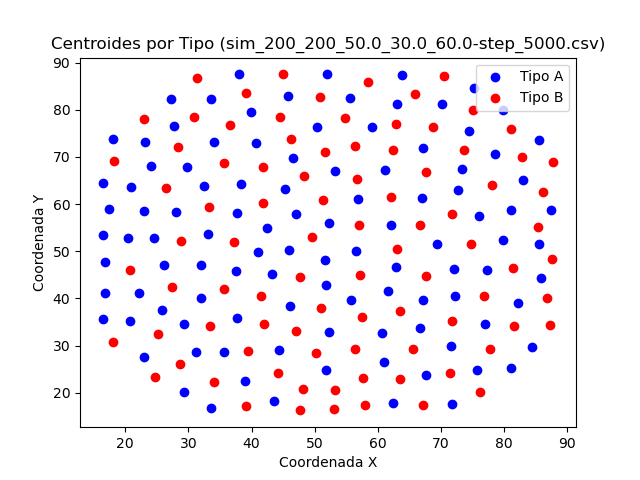 Centroides por Tipo (sim_200_200_50.0_30.0_60.0-step_5000.csv)
Tipo A
Tipo B
90
80
70
60
50
40
30
20
Coordenada Y
20 30 40 50 60 70 80 90
Coordenada X